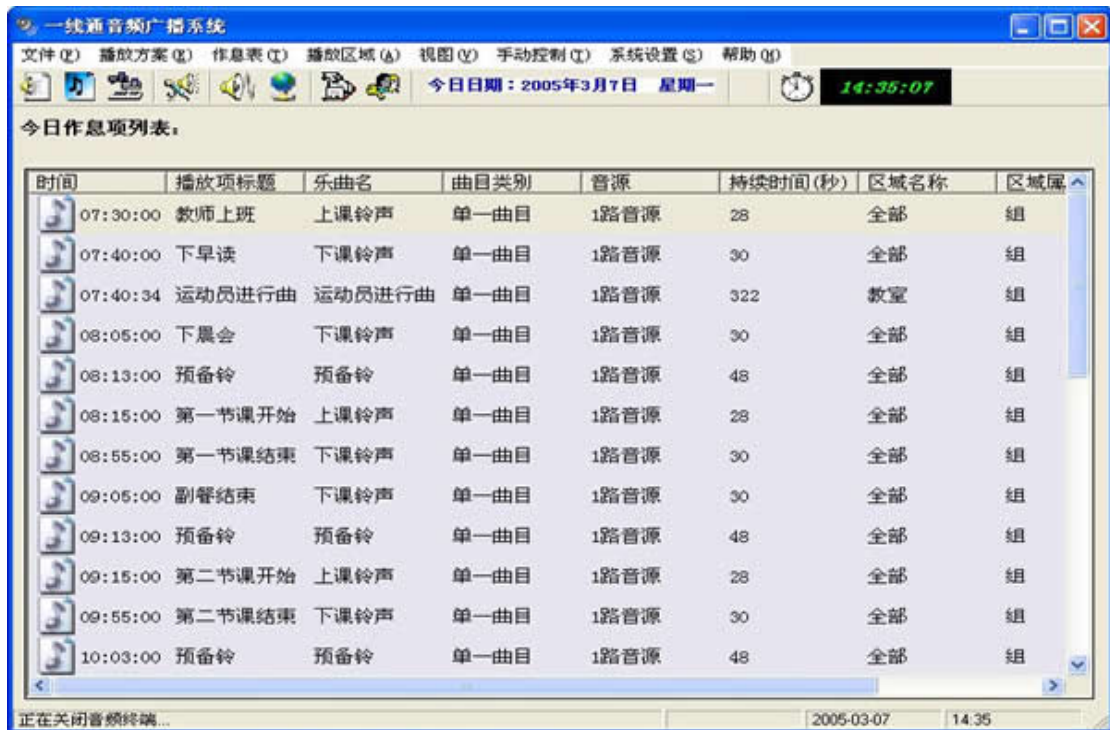 一线通音频广播系统
文件(F) 播放方案(E) 作息表(T) 播放区域(A) 视图(V) 手动控制(T) 系统设置(S) 帮助(H)
今日日期：2005年3月7日 星期一 14:35:07
今日作息项列表：
时间 播放项标题 乐曲名 曲目类别 音源 持续时间(秒) 区域名称 区域属
07:30:00 教师上班 上课铃声 单一曲目 1路音源 28 全部 组
07:40:00 下早读 下课铃声 单一曲目 1路音源 30 全部 组
07:40:34 运动员进行曲 运动员进行曲 单一曲目 1路音源 322 教室 组
08:05:00 下晨会 下课铃声 单一曲目 1路音源 30 全部 组
08:13:00 预备铃 预备铃 单一曲目 1路音源 48 全部 组
08:15:00 第一节课开始 上课铃声 单一曲目 1路音源 28 全部 组
08:55:00 第一节课结束 下课铃声 单一曲目 1路音源 30 全部 组
09:05:00 副餐结束 下课铃声 单一曲目 1路音源 30 全部 组
09:13:00 预备铃 预备铃 单一曲目 1路音源 48 全部 组
09:15:00 第二节课开始 上课铃声 单一曲目 1路音源 28 全部 组
09:55:00 第二节课结束 下课铃声 单一曲目 1路音源 30 全部 组
10:03:00 预备铃 预备铃 单一曲目 1路音源 48 全部 组
正在关闭音频终端... 2005-03-07 14:35